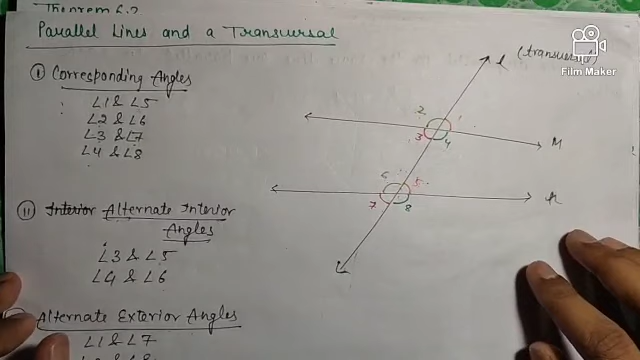 Theorem 6.2
Parallel Lines and a Transversal
I Corresponding Angles
∠1 & ∠5
∠2 & ∠6
∠3 & ∠7
∠4 & ∠8
II Interior Alternate Interior
Angles
∠3 & ∠5
∠4 & ∠6
Alternate Exterior Angles
∠1 & ∠7
l (transversal)
2 1
3 4
M
6 5
7 8
Film Maker